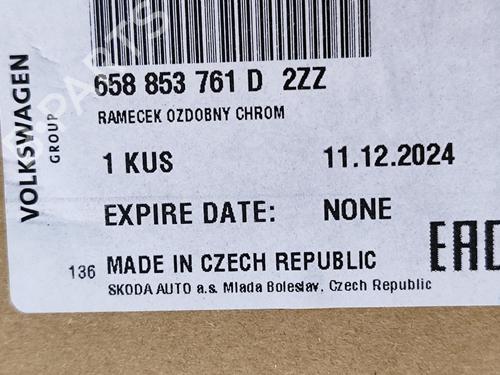 VOLKSWAGEN
GROUP
658 853 761 D 2ZZ
RAMECEK OZDOBNY CHROM
1 KUS 11.12.2024
EXPIRE DATE: NONE
136 MADE IN CZECH REPUBLIC
SKODA AUTO a.s. Mlada Boleslav, Czech Republic
EAC